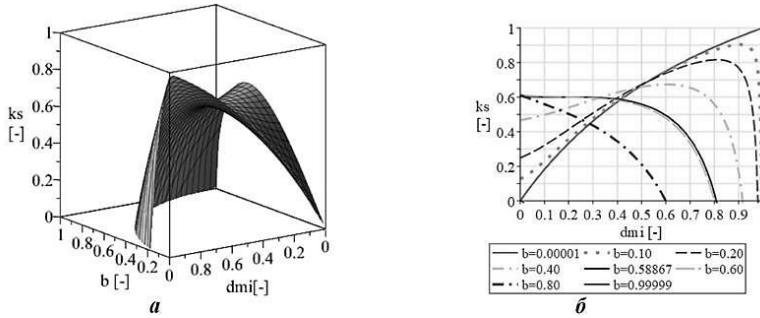 1
0.8
ks 0.6
[-]
0.4
0.2
0
1 0.8 0.6 0.4 0.2 0
b [-]
0.8 0.6 0.4 0.2 0
dmi[-]
а
1
0.8
ks
[-]
0.6
0.4
0.2
0
0 0.1 0.2 0.3 0.4 0.5 0.6 0.7 0.8 0.9
dmi [-]
b=0.00001 b=0.10 b=0.20
b=0.40 b=0.58867 b=0.60
b=0.80 b=0.99999
б